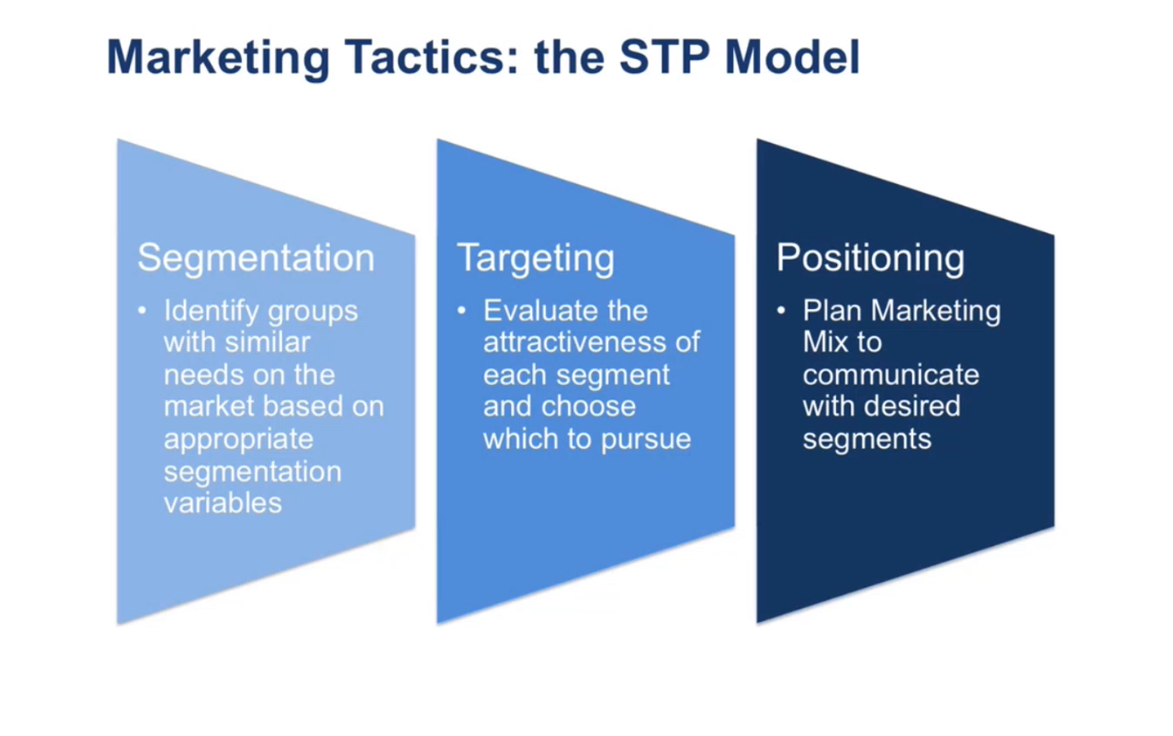 Marketing Tactics: the STP Model
Segmentation
• Identify groups
with similar
needs on the
market based on
appropriate
segmentation
variables
Targeting
• Evaluate the
attractiveness of
each segment
and choose
which to pursue
Positioning
• Plan Marketing
Mix to
communicate
with desired
segments